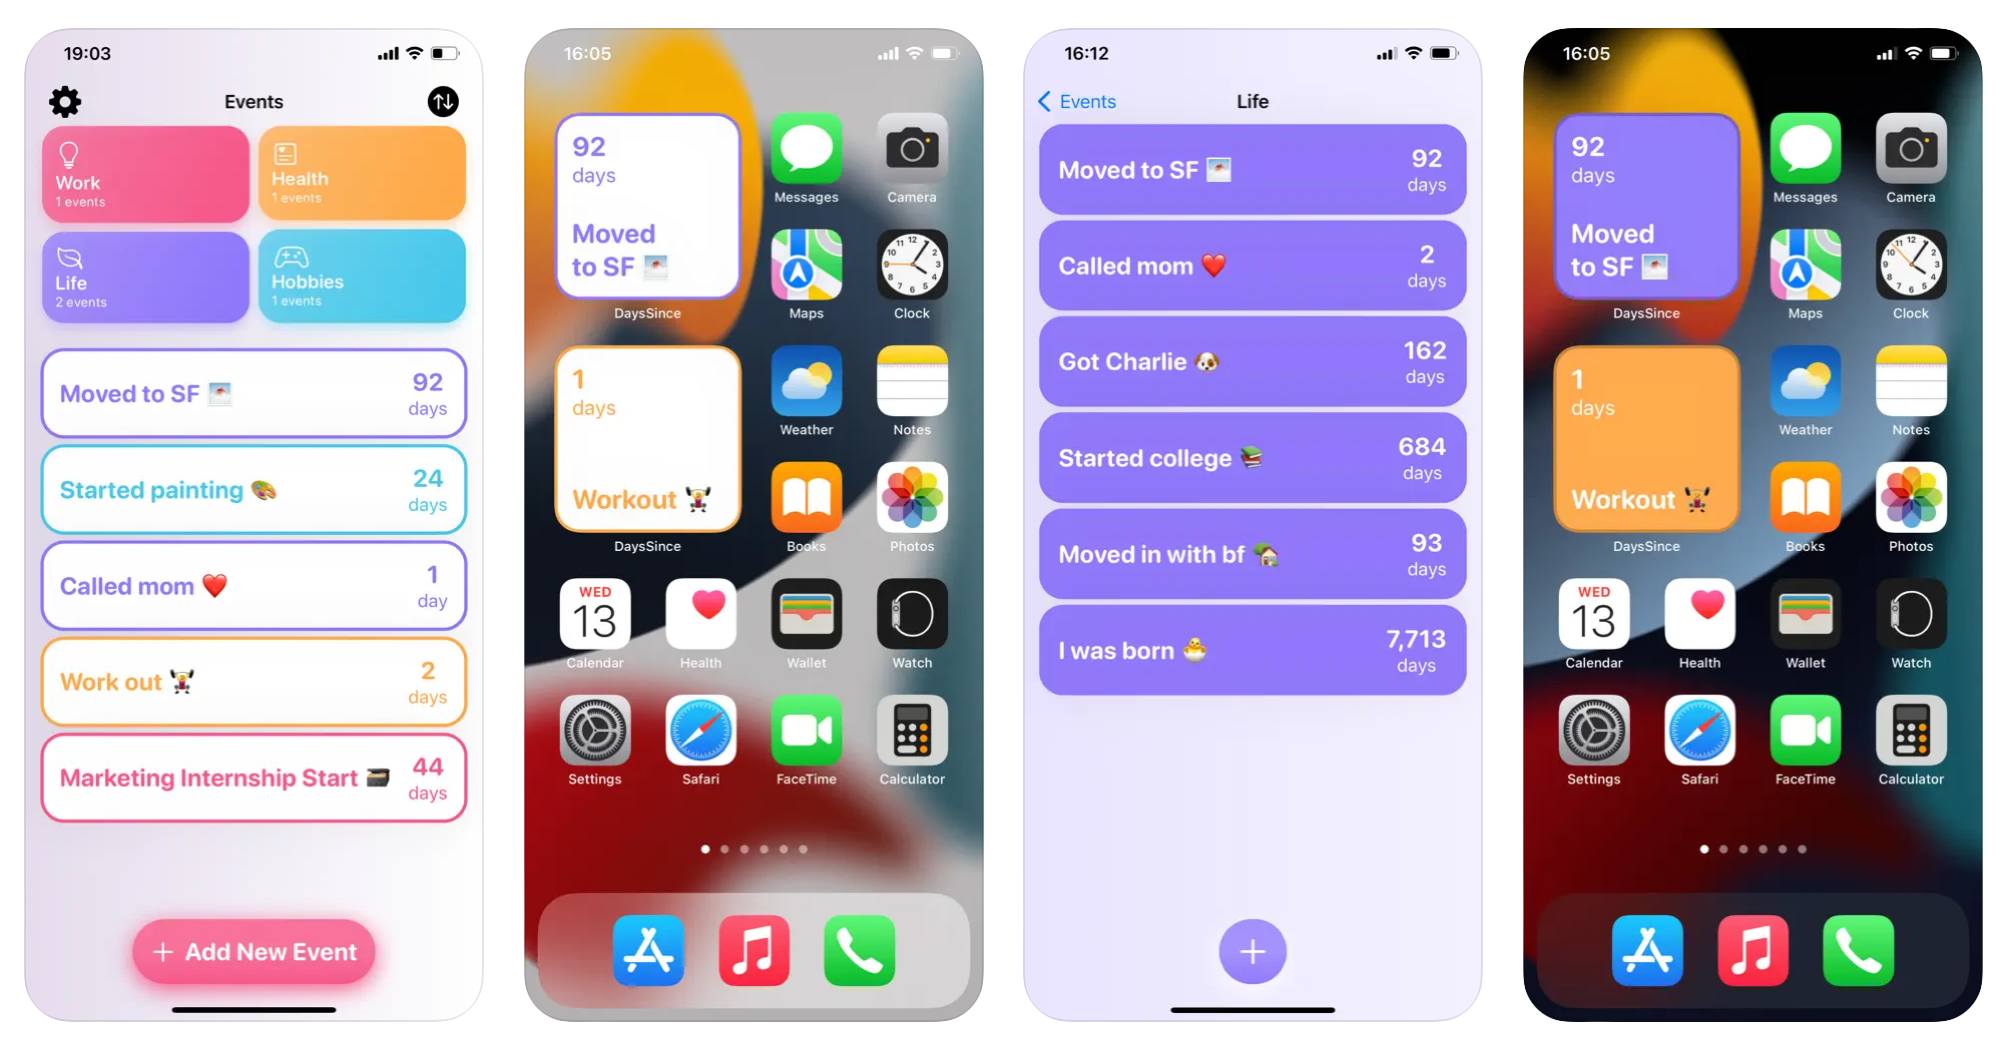 19:03
Events
Work
1 events
Health
1 events
Life
2 events
Hobbies
1 events
Moved to SF
92
days
Started painting
24
days
Called mom ❤️
1
day
Work out
2
days
Marketing Internship Start
44
days
+ Add New Event
16:05
92
days
Moved
to SF
DaysSince
Messages
Camera
Maps
Clock
1
days
Workout
DaysSince
Weather
Notes
Books
Photos
WED
13
Calendar
Health
Wallet
Watch
Settings
Safari
FaceTime
Calculator
16:12
Events
Life
Moved to SF
92
days
Called mom ❤️
2
days
Got Charlie 🐶
162
days
Started college 📚
684
days
Moved in with bf 🏡
93
days
I was born 🐣
7,713
days
+
16:05
92
days
Moved
to SF
DaysSince
Messages
Camera
Maps
Clock
1
days
Workout
DaysSince
Weather
Notes
Books
Photos
WED
13
Calendar
Health
Wallet
Watch
Settings
Safari
FaceTime
Calculator